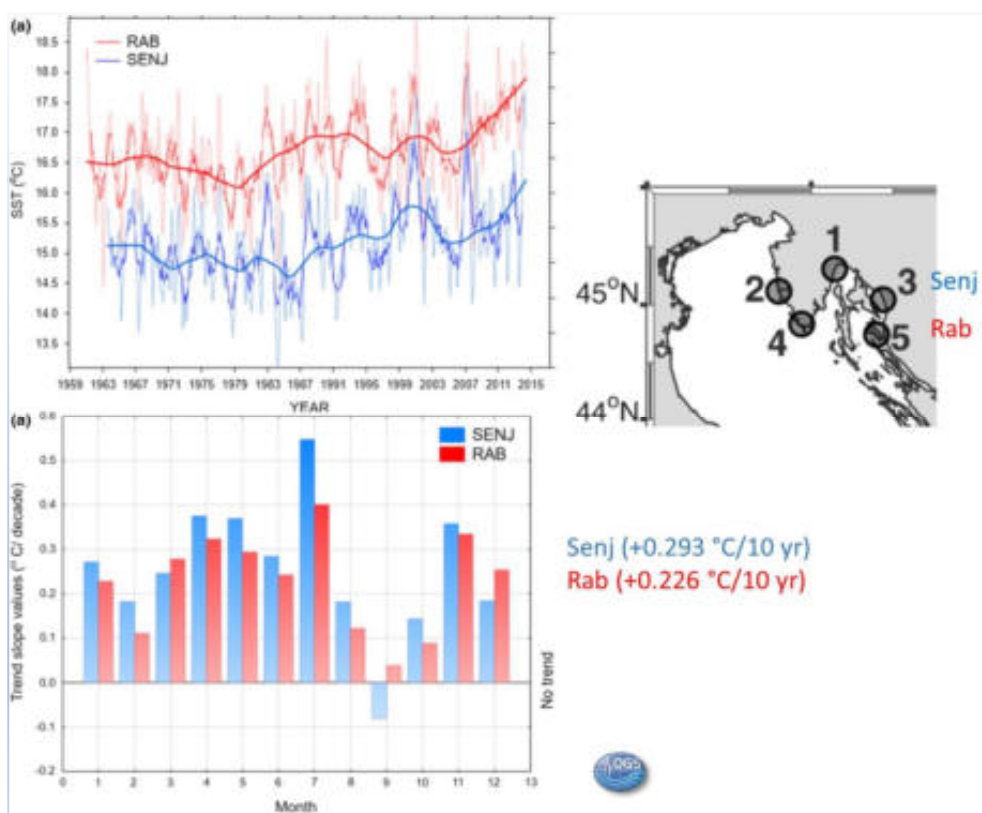 (a)
RAB
SENJ
18.5
18.0
17.5
17.0
16.5
16.0
15.5
15.0
14.5
14.0
13.5
SST (°C)
1959 1963 1967 1971 1975 1979 1983 1987 1991 1995 1999 2003 2007 2011 2015
YEAR
1
2
3
4
5
Senj
Rab
45°N
44°N
(a)
SENJ
RAB
0.6
0.5
0.4
0.3
0.2
0.1
0.0
-0.1
-0.2
Trend slope values (° C/ decade)
No trend
0 1 2 3 4 5 6 7 8 9 10 11 12 13
Month
Senj (+0.293 °C/10 yr)
Rab (+0.226 °C/10 yr)
OGS